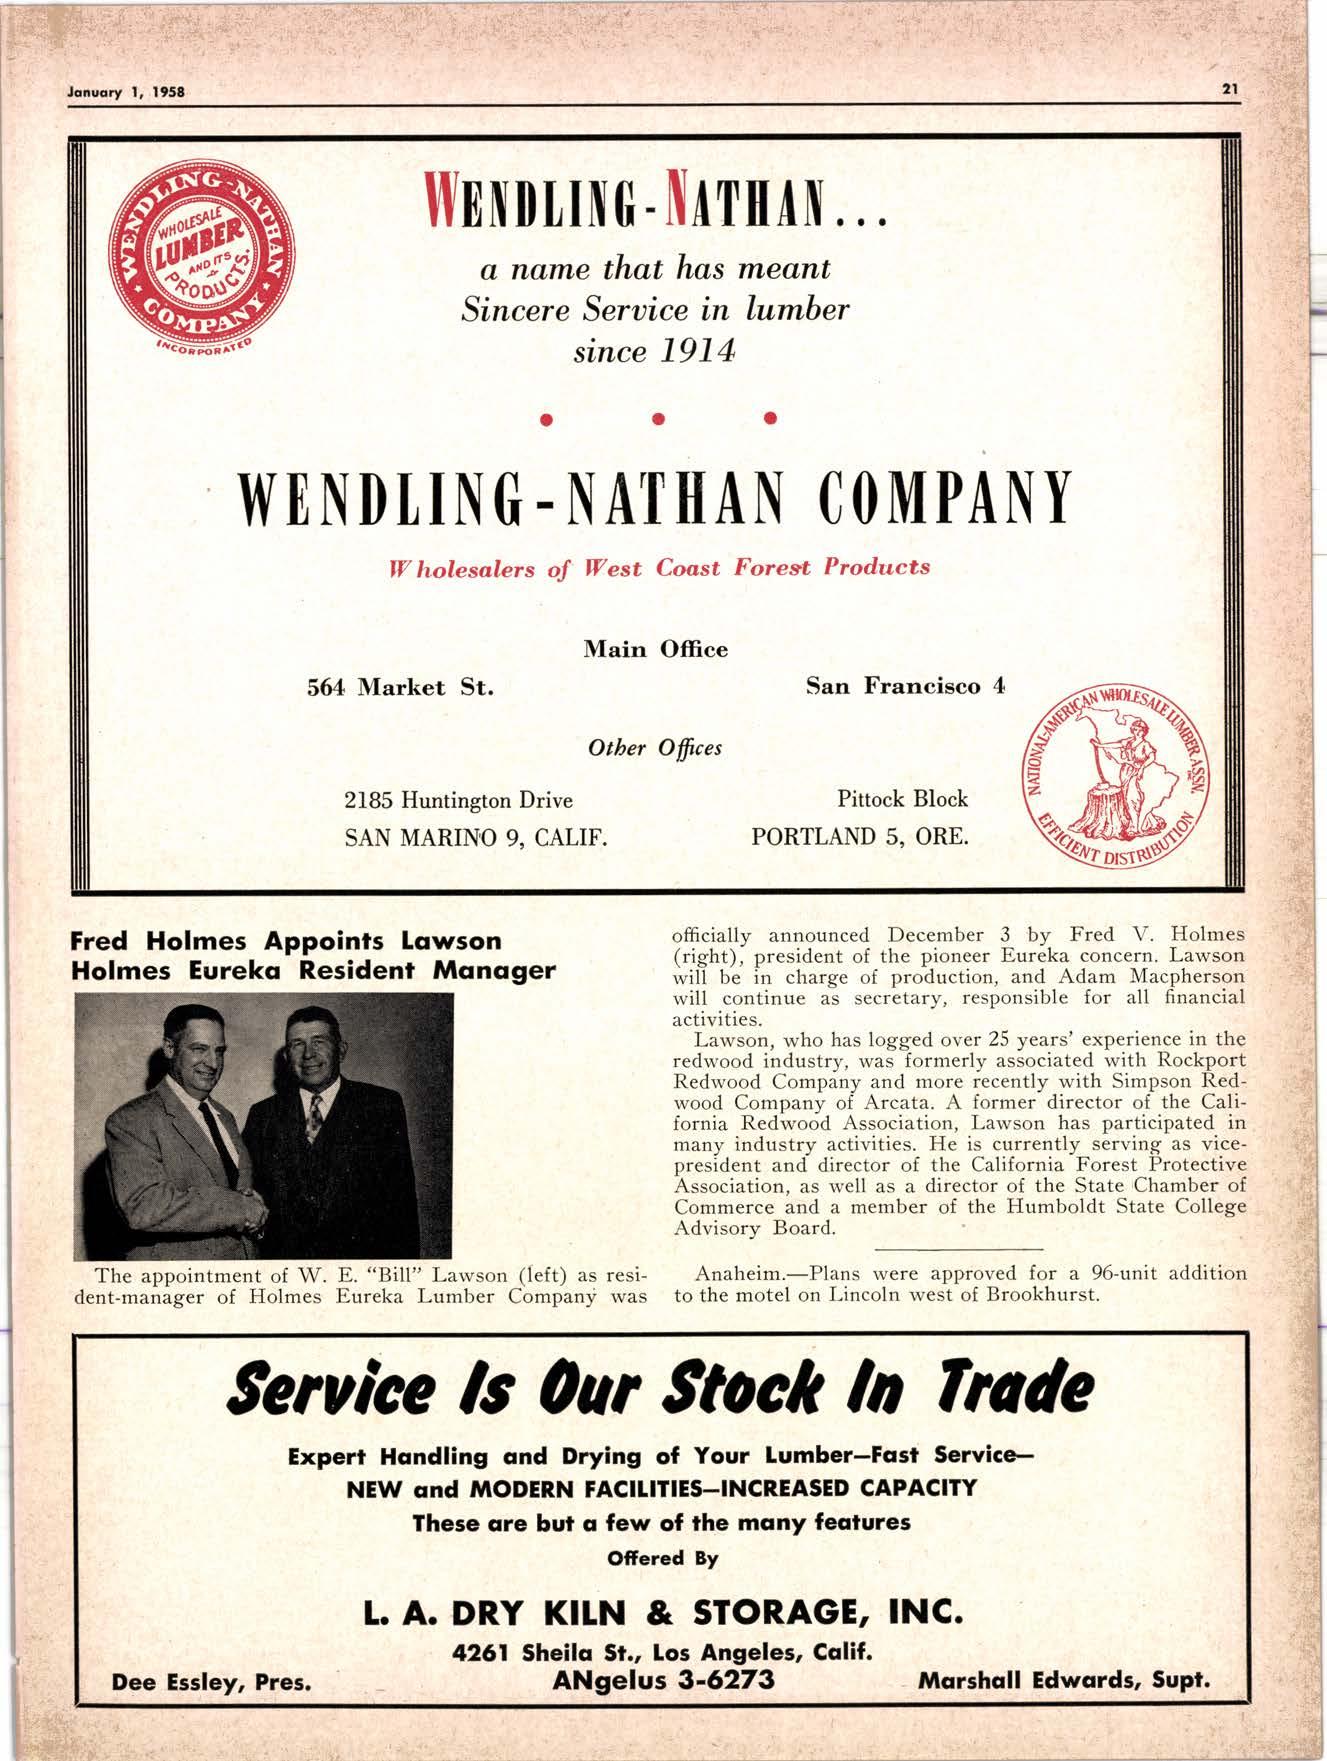 January 1, 1958
21
WENDLING-NATHAN
WHOLESALE
LUMBER
AND ITS
PRODUCTS.
COMPANY
INCORPORATED
WENDLING-NATHAN...
a name that has meant
Sincere Service in lumber
since 1914
WENDLING-NATHAN COMPANY
Wholesalers of West Coast Forest Products
Main Office
564 Market St.
San Francisco 4
Other Offices
2185 Huntington Drive
SAN MARINO 9, CALIF.
Pittock Block
PORTLAND 5, ORE.
NATIONAL-AMERICAN WHOLESALE LUMBER ASSN.
INC.
EFFICIENT DISTRIBUTION
Fred Holmes Appoints Lawson
Holmes Eureka Resident Manager
The appointment of W. E. "Bill" Lawson (left) as resi-
dent-manager of Holmes Eureka Lumber Company was
officially announced December 3 by Fred V. Holmes
(right), president of the pioneer Eureka concern. Lawson
will be in charge of production, and Adam Macpherson
will continue as secretary, responsible for all financial
activities.
Lawson, who has logged over 25 years' experience in the
redwood industry, was formerly associated with Rockport
Redwood Company and more recently with Simpson Red-
wood Company of Arcata. A former director of the Cali-
fornia Redwood Association, Lawson has participated in
many industry activities. He is currently serving as vice-
president and director of the California Forest Protective
Association, as well as a director of the State Chamber of
Commerce and a member of the Humboldt State College
Advisory Board.
Anaheim.—Plans were approved for a 96-unit addition
to the motel on Lincoln west of Brookhurst.
Service Is Our Stock In Trade
Expert Handling and Drying of Your Lumber—Fast Service—
NEW and MODERN FACILITIES—INCREASED CAPACITY
These are but a few of the many features
Offered By
L. A. DRY KILN & STORAGE, INC.
4261 Sheila St., Los Angeles, Calif.
Dee Essley, Pres.
ANgelus 3-6273
Marshall Edwards, Supt.